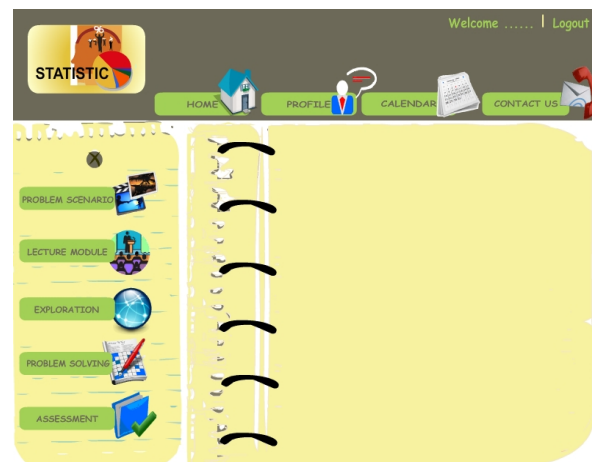 Welcome ...... | Logout
STATISTIC
HOME
PROFILE
CALENDAR
CONTACT US
PROBLEM SCENARIO
LECTURE MODULE
EXPLORATION
PROBLEM SOLVING
ASSESSMENT